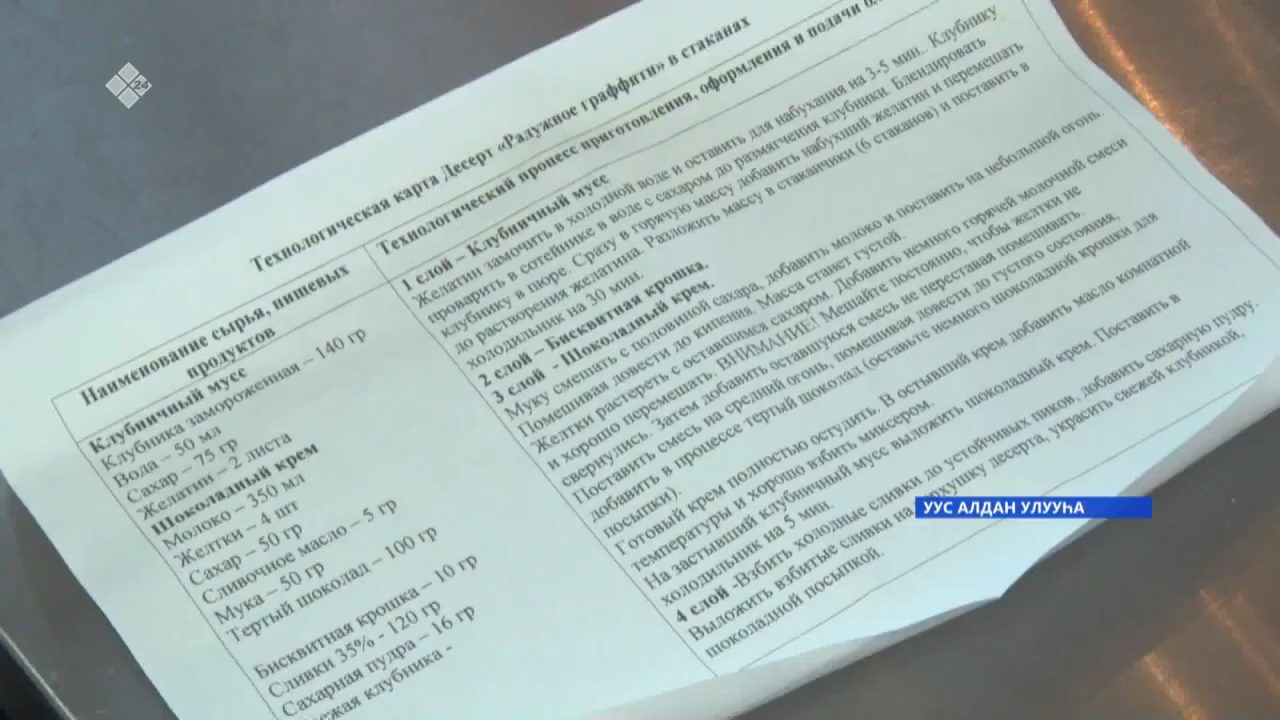 24
Технологическая карта Десерт «Радужное граффити» в стаканах
Наименование сырья, пищевых
продуктов
Клубничный мусс
Клубника замороженная – 140 гр
Вода – 50 мл
Сахар – 75 гр
Желатин – 2 листа
Шоколадный крем
Молоко – 350 мл
Желтки – 4 шт
Сахар – 50 гр
Сливочное масло – 5 гр
Мука – 50 гр
Тертый шоколад – 100 гр
Бисквитная крошка – 10 гр
Сливки 35% - 120 гр
Сахарная пудра – 16 гр
клубника -
Технологический процесс приготовления, оформления и подачи
1 слой – Клубничный мусс
Желатин замочить в холодной воде и оставить для набухания на 3-5 мин.. Клубнику
проварить в сотейнике в воде с сахаром до размягчения клубники. Блендировать
клубнику в пюре. Сразу в горячую массу добавить набухший желатин и перемешать
до растворения желатина. Разложить массу в стаканчики (6 стаканов) и поставить в
холодильник на 30 мин.
2 слой – Бисквитная крошка.
3 слой - Шоколадный крем.
Муку смешать с половиной сахара, добавить молоко и поставить на небольшой огонь.
Помешивая довести до кипения. Масса станет густой.
Желтки растереть с оставшимся сахаром. Добавить немного горячей молочной смеси
и хорошо перемешать. ВНИМАНИЕ! Мешайте постоянно, чтобы желтки не
свернулись. Затем добавить оставшуюся смесь не переставая помешивать.
Поставить смесь на средний огонь, помешивая довести до густого состояния,
добавить в процессе тертый шоколад (оставьте немного шоколадной крошки для
посыпки).
Готовый крем полностью остудить. В остывший крем добавить масло комнатной
температуры и хорошо взбить миксером.
На застывший клубничный мусс выложить шоколадный крем. Поставить в
холодильник на 5 мин.
4 слой -Взбить холодные сливки до устойчивых пиков, добавить сахарную пудру.
Выложить взбитые сливки на верхушку десерта, украсить свежей клубникой,
шоколадной посыпкой.
УУС АЛДАН УЛУУҺА